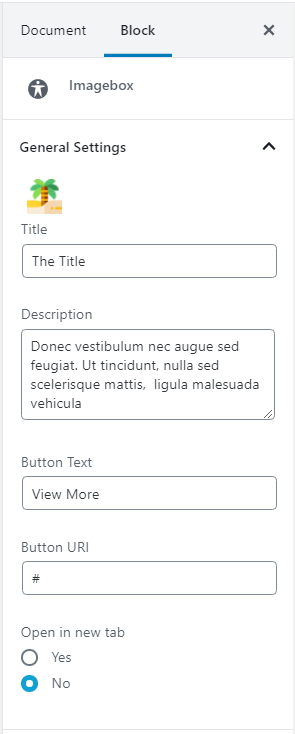 Document Block
Imagebox
General Settings
Title
The Title
Description
Donec vestibulum nec augue sed
feugiat. Ut tincidunt, nulla sed
scelerisque mattis,  ligula malesuada
vehicula
Button Text
View More
Button URI
#
Open in new tab
Yes
No